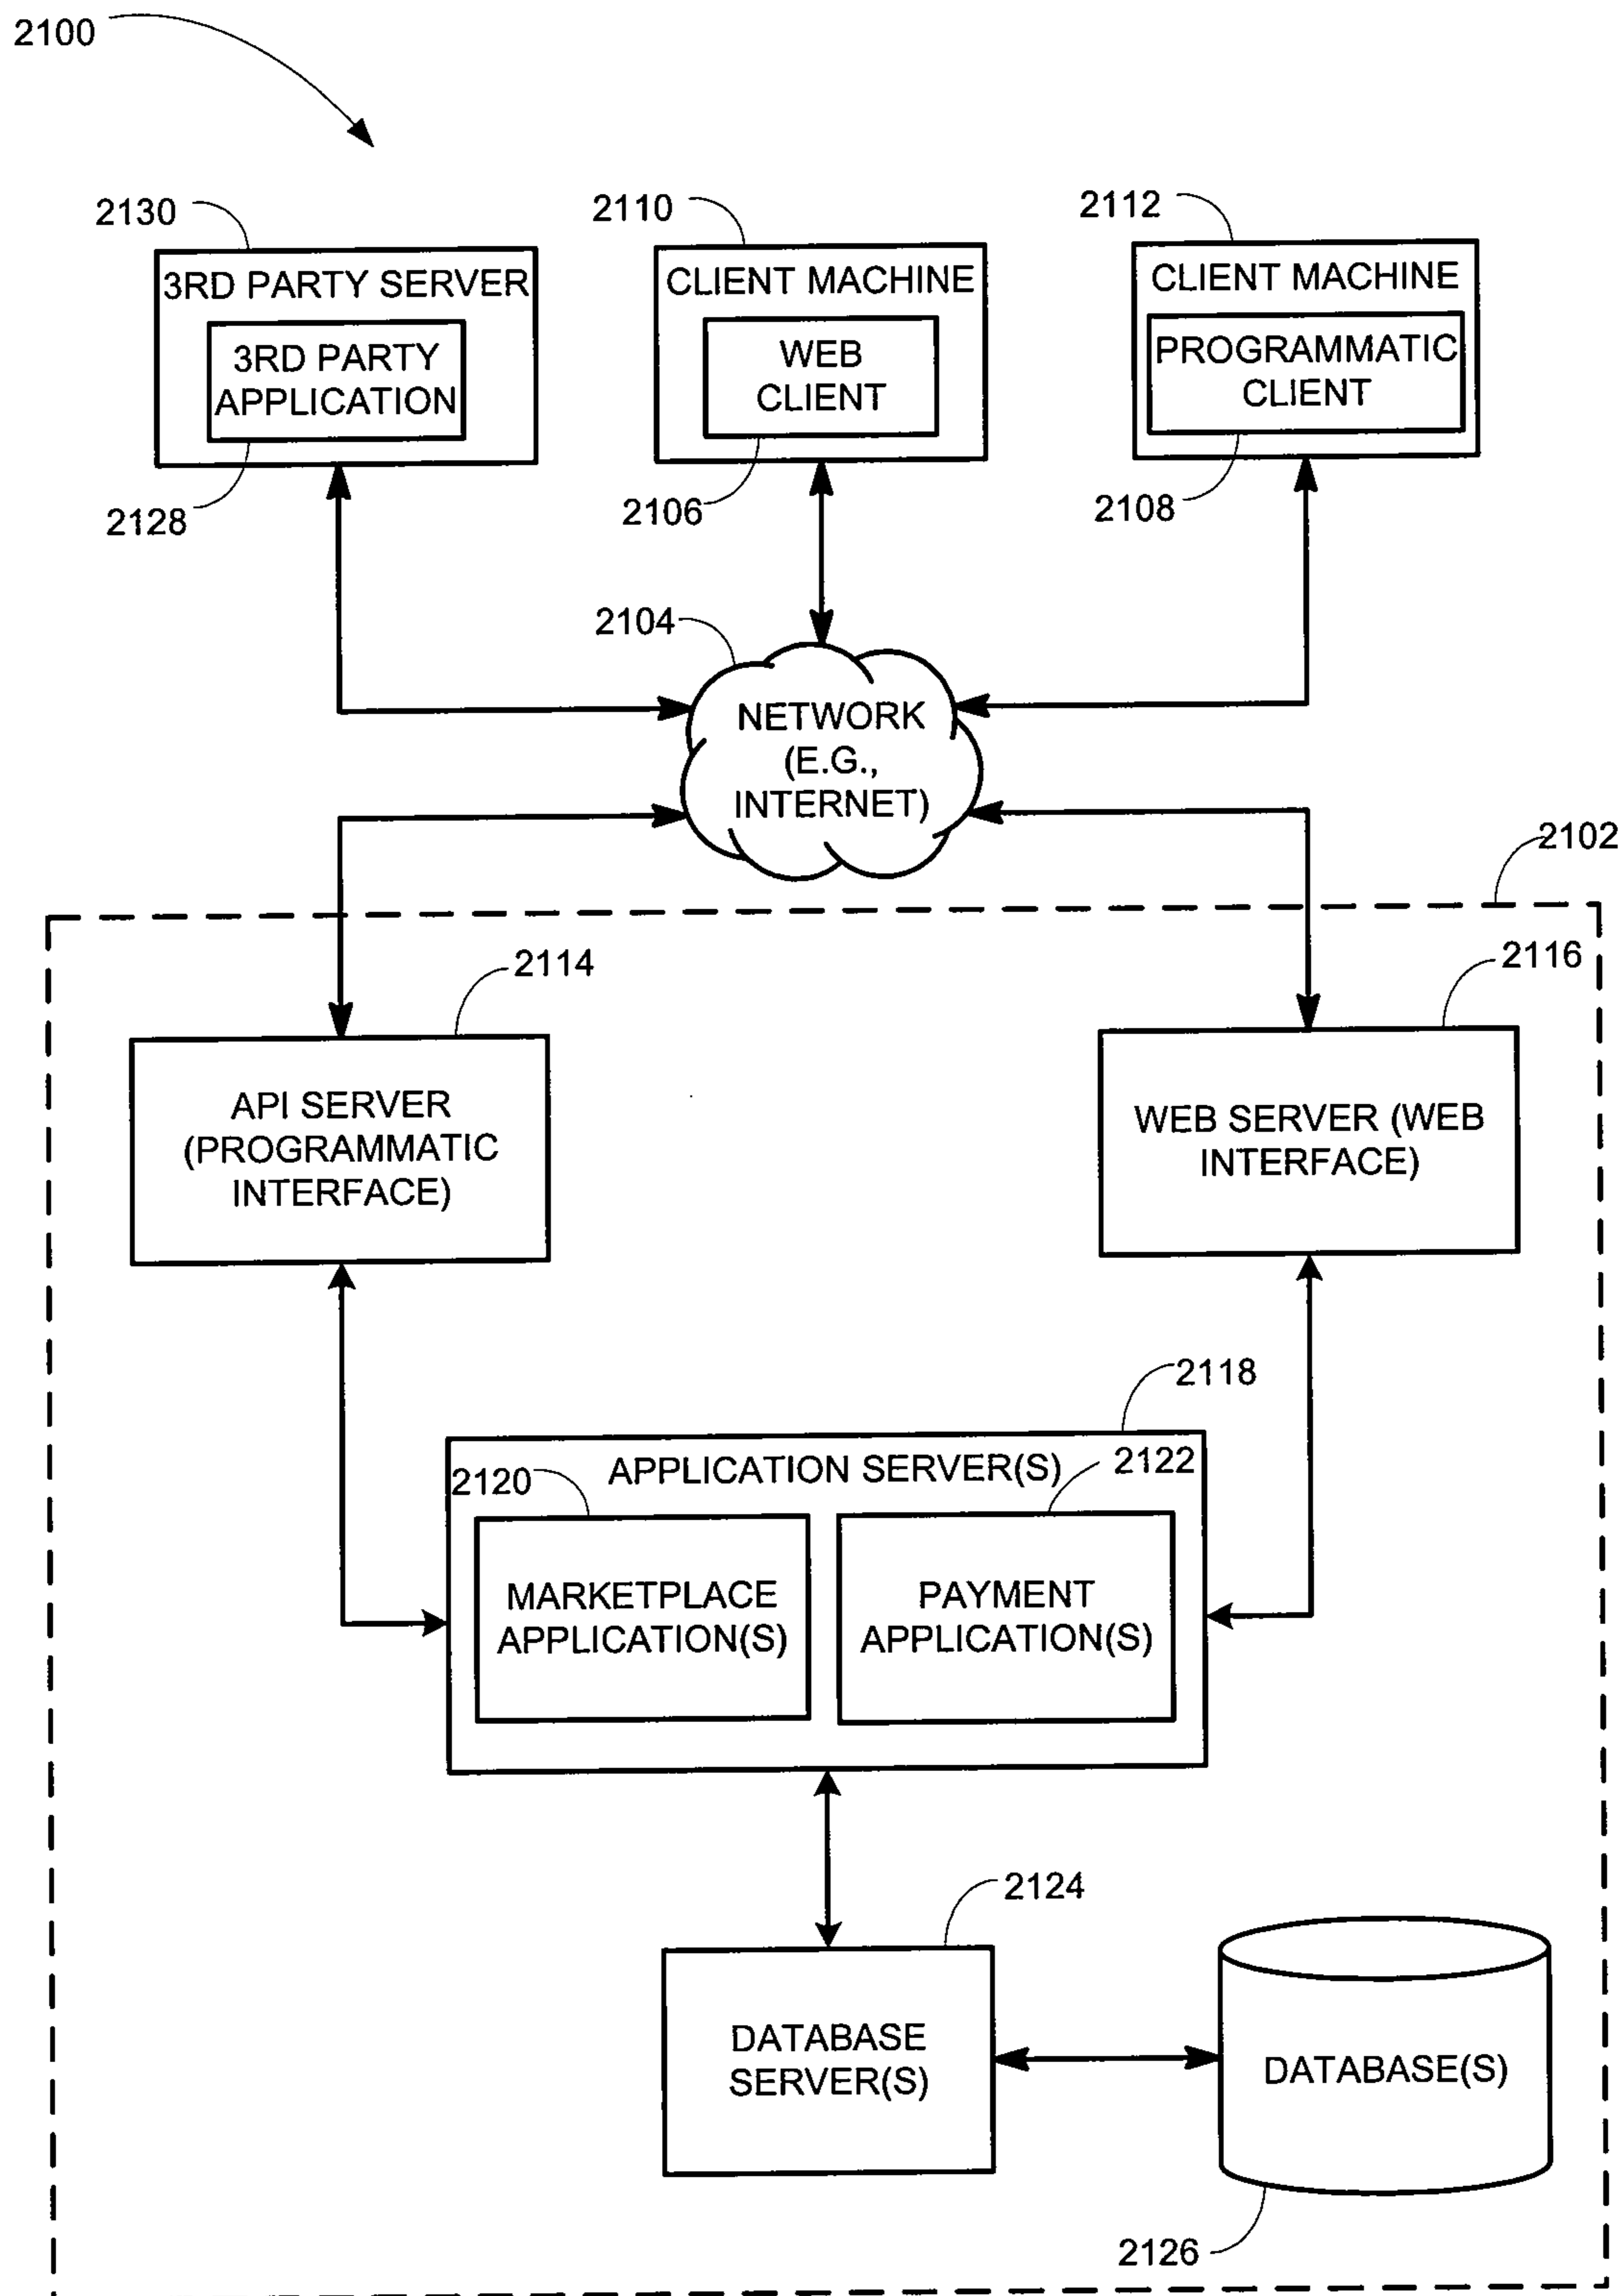 2100
2130
3RD PARTY SERVER
3RD PARTY
APPLICATION
2128
2110
CLIENT MACHINE
WEB
CLIENT
2106
2112
CLIENT MACHINE
PROGRAMMATIC
CLIENT
2108
2104
NETWORK
(E.G.,
INTERNET)
2102
2114
API SERVER
(PROGRAMMATIC
INTERFACE)
2116
WEB SERVER (WEB
INTERFACE)
2118
APPLICATION SERVER(S)
2120
MARKETPLACE
APPLICATION(S)
2122
PAYMENT
APPLICATION(S)
2124
DATABASE
SERVER(S)
DATABASE(S)
2126